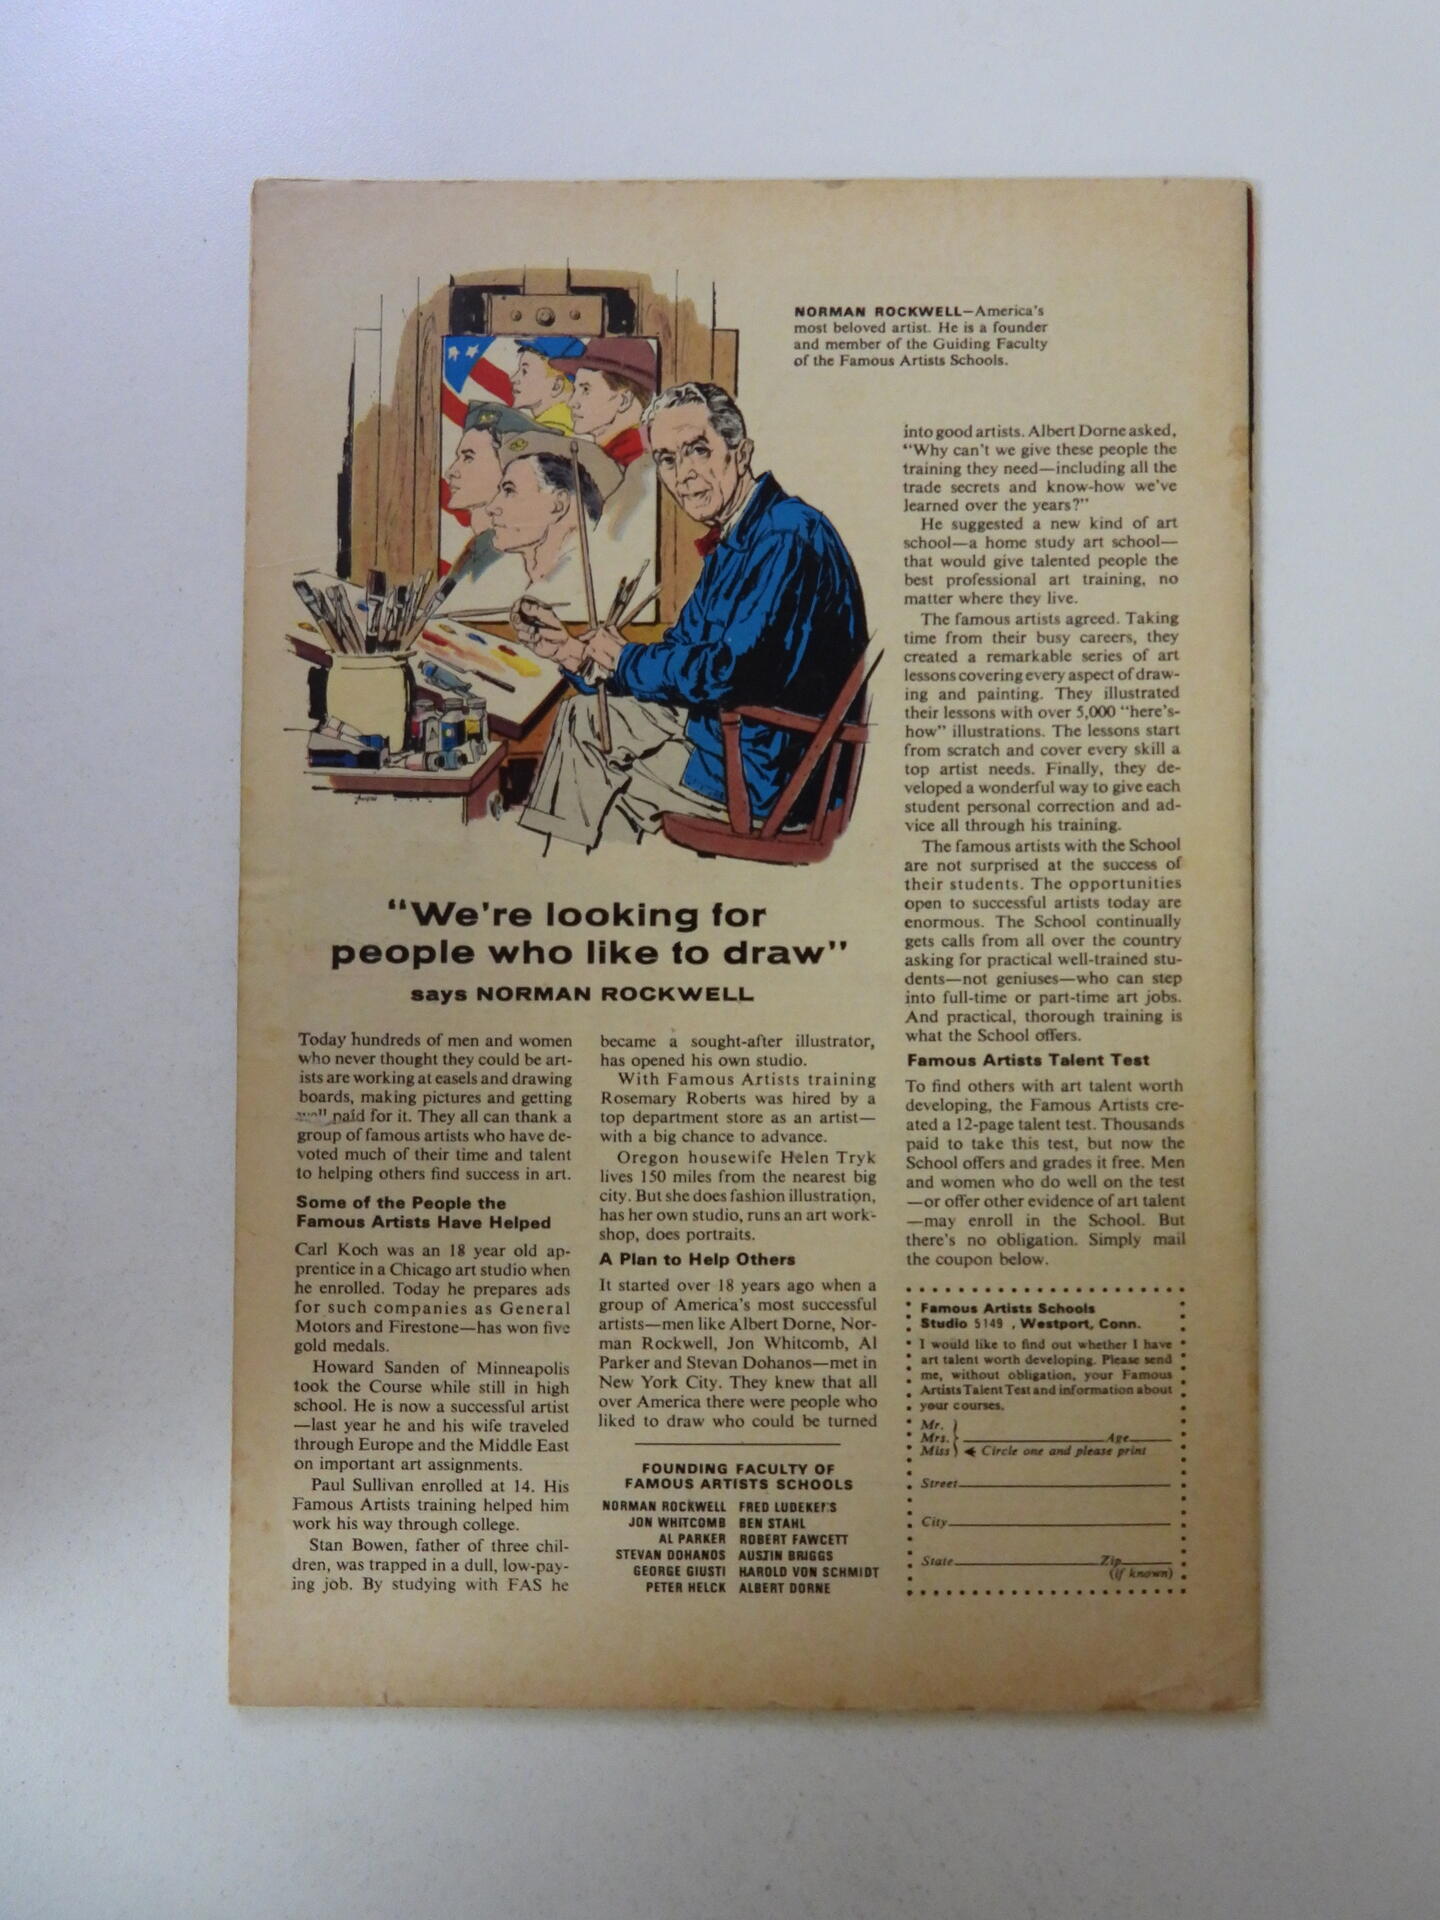 NORMAN ROCKWELL—America's
most beloved artist. He is a founder
and member of the Guiding Faculty
of the Famous Artists Schools.
"We're looking for
people who like to draw"
says NORMAN ROCKWELL
Today hundreds of men and women
who never thought they could be art-
ists are working at easels and drawing
boards, making pictures and getting
paid for it. They all can thank a
group of famous artists who have de-
voted much of their time and talent
to helping others find success in art.
Some of the People the
Famous Artists Have Helped
Carl Koch was an 18 year old ap-
prentice in a Chicago art studio when
he enrolled. Today he prepares ads
for such companies as General
Motors and Firestone—has won five
gold medals.
Howard Sanden of Minneapolis
took the Course while still in high
school. He is now a successful artist
—last year he and his wife traveled
through Europe and the Middle East
on important art assignments.
Paul Sullivan enrolled at 14. His
Famous Artists training helped him
work his way through college.
Stan Bowen, father of three chil-
dren, was trapped in a dull, low-pay-
ing job. By studying with FAS he
became a sought-after illustrator,
has opened his own studio.
With Famous Artists training
Rosemary Roberts was hired by a
top department store as an artist—
with a big chance to advance.
Oregon housewife Helen Tryk
lives 150 miles from the nearest big
city. But she does fashion illustration,
has her own studio, runs an art work-
shop, does portraits.
A Plan to Help Others
It started over 18 years ago when a
group of America's most successful
artists—men like Albert Dorne, Nor-
man Rockwell, Jon Whitcomb, Al
Parker and Stevan Dohanos—met in
New York City. They knew that all
over America there were people who
liked to draw who could be turned
FOUNDING FACULTY OF
FAMOUS ARTISTS SCHOOLS
NORMAN ROCKWELL FRED LUDEKENS
JON WHITCOMB BEN STAHL
AL PARKER ROBERT FAWCETT
STEVAN DOHANOS AUSTIN BRIGGS
GEORGE GIUSTI HAROLD VON SCHMIDT
PETER HELCK ALBERT DORNE
into good artists. Albert Dorne asked,
"Why can't we give these people the
training they need—including all the
trade secrets and know-how we've
learned over the years?"
He suggested a new kind of art
school—a home study art school—
that would give talented people the
best professional art training, no
matter where they live.
The famous artists agreed. Taking
time from their busy careers, they
created a remarkable series of art
lessons covering every aspect of draw-
ing and painting. They illustrated
their lessons with over 5,000 "here's-
how" illustrations. The lessons start
from scratch and cover every skill a
top artist needs. Finally, they de-
veloped a wonderful way to give each
student personal correction and ad-
vice all through his training.
The famous artists with the School
are not surprised at the success of
their students. The opportunities
open to successful artists today are
enormous. The School continually
gets calls from all over the country
asking for practical well-trained stu-
dents—not geniuses—who can step
into full-time or part-time art jobs.
And practical, thorough training is
what the School offers.
Famous Artists Talent Test
To find others with art talent worth
developing, the Famous Artists cre-
ated a 12-page talent test. Thousands
paid to take this test, but now the
School offers and grades it free. Men
and women who do well on the test
—or offer other evidence of art talent
—may enroll in the School. But
there's no obligation. Simply mail
the coupon below.
Famous Artists Schools
Studio 5149 , Westport, Conn.
I would like to find out whether I have
art talent worth developing. Please send
me, without obligation, your Famous
Artists Talent Test and information about
your courses.
Mr.
Mrs. Age
Miss Circle one and please print
Street
City
State Zip
(if known)